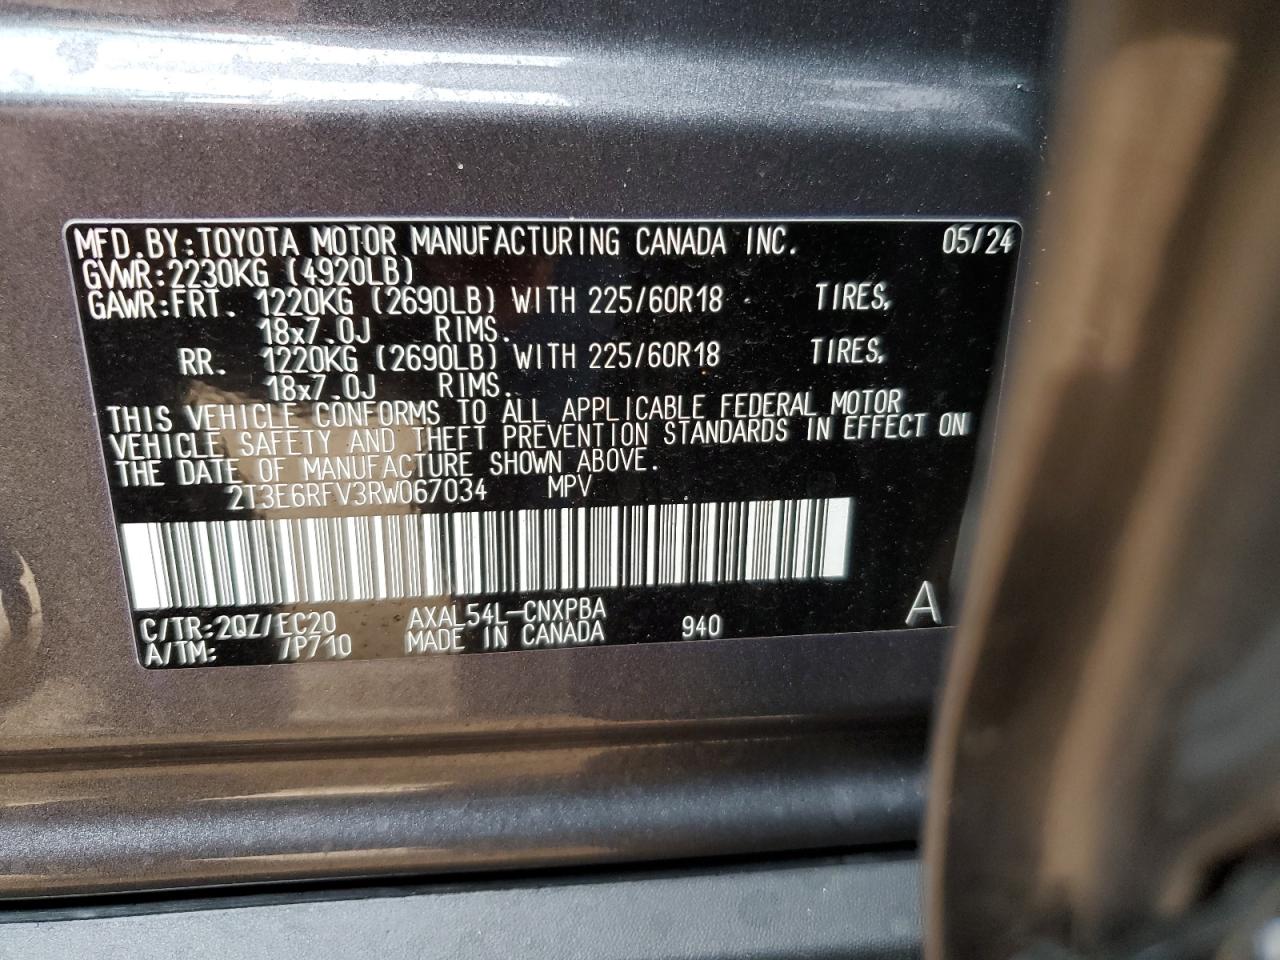 MFD.BY:TOYOTA MOTOR MANUFACTURING CANADA INC. 05/24
GVWR:2230KG (4920LB)
GAWR:FRT. 1220KG (2690LB) WITH 225/60R18 TIRES,
18x7.0J RIMS.
RR. 1220KG (2690LB) WITH 225/60R18 TIRES,
18x7.0J RIMS.
THIS VEHICLE CONFORMS TO ALL APPLICABLE FEDERAL MOTOR
VEHICLE SAFETY AND THEFT PREVENTION STANDARDS IN EFFECT ON
THE DATE OF MANUFACTURE SHOWN ABOVE.
2T3E6RFV3RW067034 MPV
C/TR:2QZ/EC20 AXAL54L-CNXPBA A
A/TM: /P710 MADE IN CANADA 940